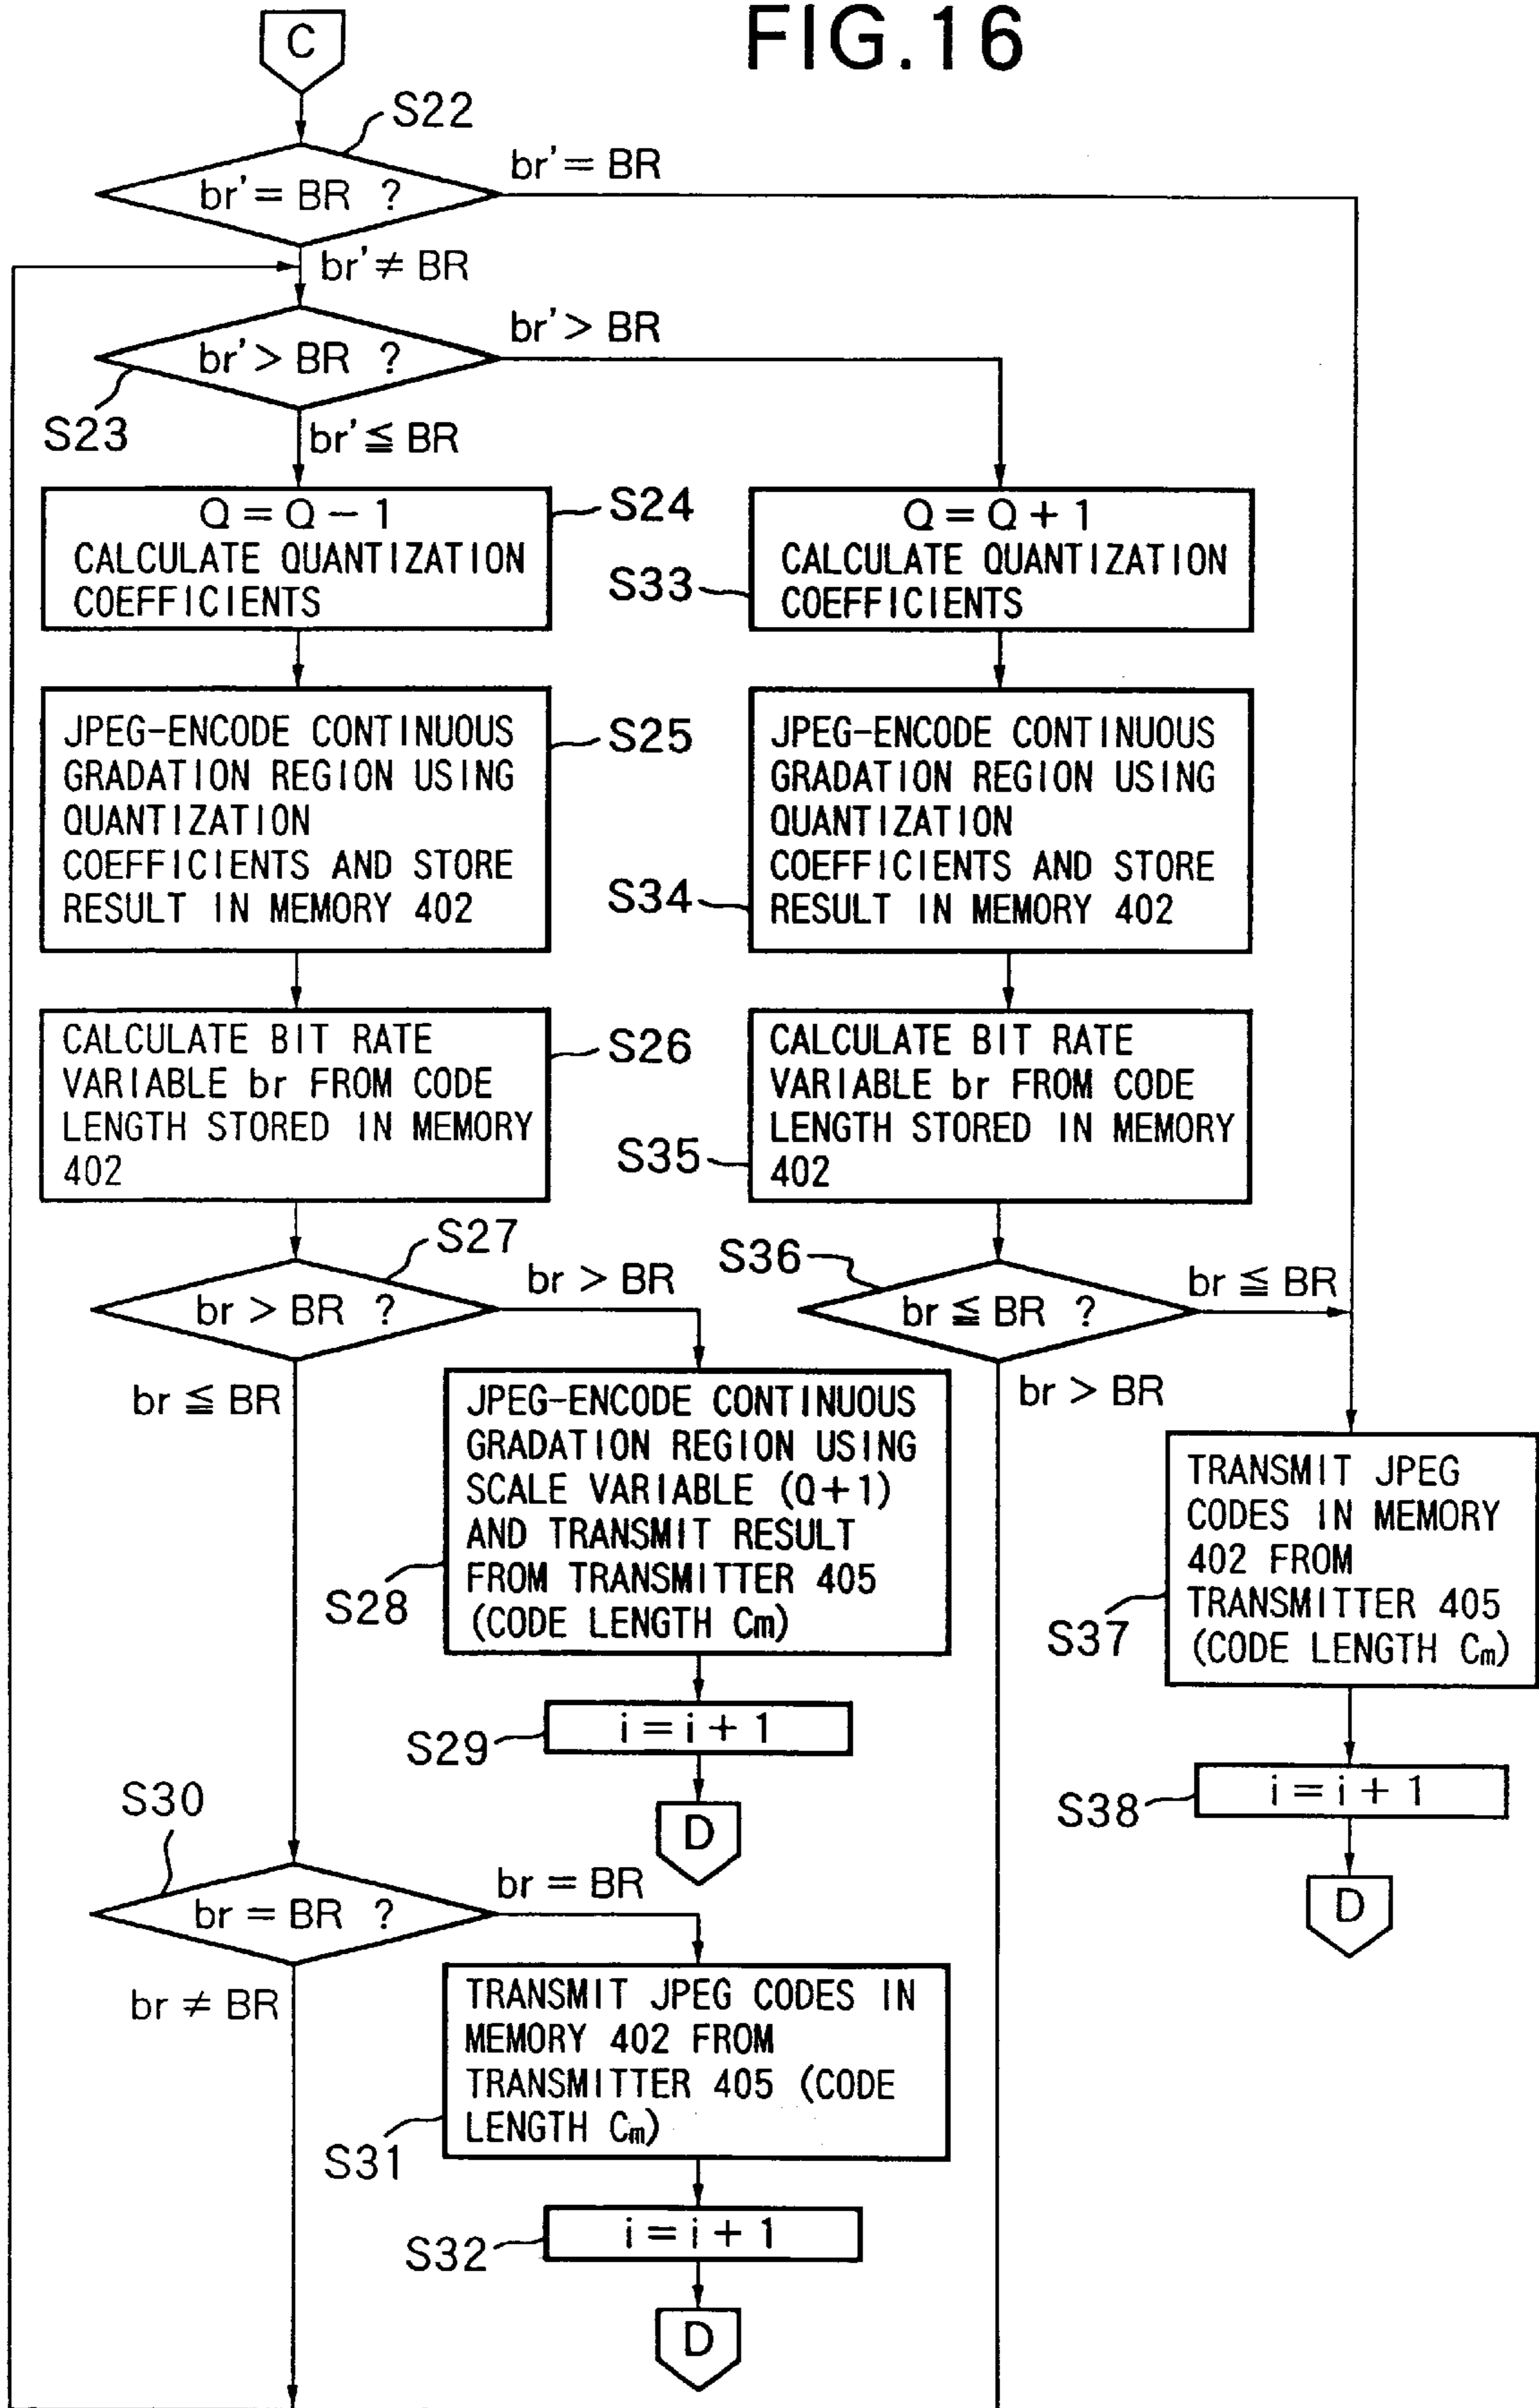 FIG.16
C
S22
br' = BR ?
br' = BR
br' ≠ BR
br' > BR ?
br' > BR
S23
br' ≦ BR
Q = Q - 1
CALCULATE QUANTIZATION
COEFFICIENTS
S24
Q = Q + 1
CALCULATE QUANTIZATION
COEFFICIENTS
S33
JPEG-ENCODE CONTINUOUS
GRADATION REGION USING
QUANTIZATION
COEFFICIENTS AND STORE
RESULT IN MEMORY 402
S25
JPEG-ENCODE CONTINUOUS
GRADATION REGION USING
QUANTIZATION
COEFFICIENTS AND STORE
RESULT IN MEMORY 402
S34
CALCULATE BIT RATE
VARIABLE br FROM CODE
LENGTH STORED IN MEMORY
402
S26
CALCULATE BIT RATE
VARIABLE br FROM CODE
LENGTH STORED IN MEMORY
402
S35
S27
br > BR ?
br > BR
S36
br ≦ BR ?
br ≦ BR
br ≦ BR
br > BR
JPEG-ENCODE CONTINUOUS
GRADATION REGION USING
SCALE VARIABLE (Q+1)
AND TRANSMIT RESULT
FROM TRANSMITTER 405
(CODE LENGTH Cm)
S28
TRANSMIT JPEG
CODES IN MEMORY
402 FROM
TRANSMITTER 405
(CODE LENGTH Cm)
S37
i = i + 1
S29
D
i = i + 1
S38
D
S30
br = BR ?
br = BR
br ≠ BR
TRANSMIT JPEG CODES IN
MEMORY 402 FROM
TRANSMITTER 405 (CODE
LENGTH Cm)
S31
i = i + 1
S32
D